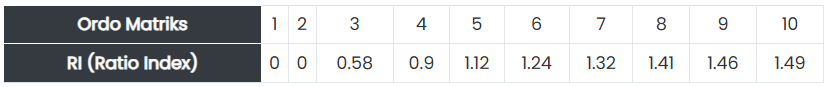 Ordo Matriks 1 2 3 4 5 6 7 8 9 10
RI (Ratio Index) 0 0 0.58 0.9 1.12 1.24 1.32 1.41 1.46 1.49